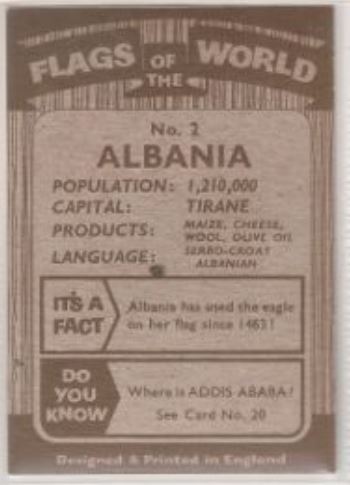 FLAGS OF THE WORLD
No. 2
ALBANIA
POPULATION: 1,210,000
CAPITAL: TIRANE
PRODUCTS: MAIZE, CHEESE,
WOOL, OLIVE OIL
LANGUAGE: SERBO-CROAT
ALBANIAN
IT'S A
FACT
Albania has used the eagle
on her flag since 1463!
DO
YOU
KNOW
Where is ADDIS ABABA?
See Card No. 20
Designed & Printed in England